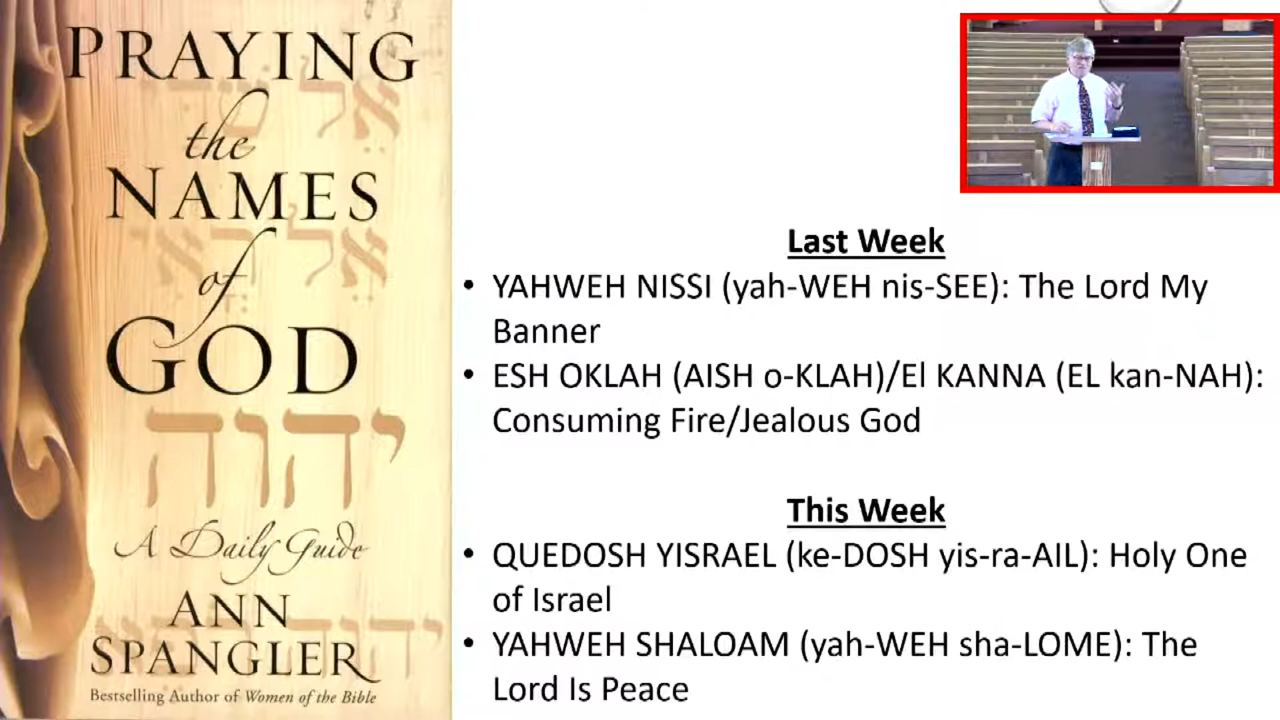 PRAYING
the
NAMES
of
GOD
יהוה
A Daily Guide
ANN
SPANGLER
Bestselling Author of Women of the Bible
Last Week
• YAHWEH NISSI (yah-WEH nis-SEE): The Lord My
Banner
• ESH OKLAH (AISH o-KLAH)/El KANNA (EL kan-NAH):
Consuming Fire/Jealous God
This Week
• QUEDOSH YISRAEL (ke-DOSH yis-ra-AIL): Holy One
of Israel
• YAHWEH SHALOAM (yah-WEH sha-LOME): The
Lord Is Peace